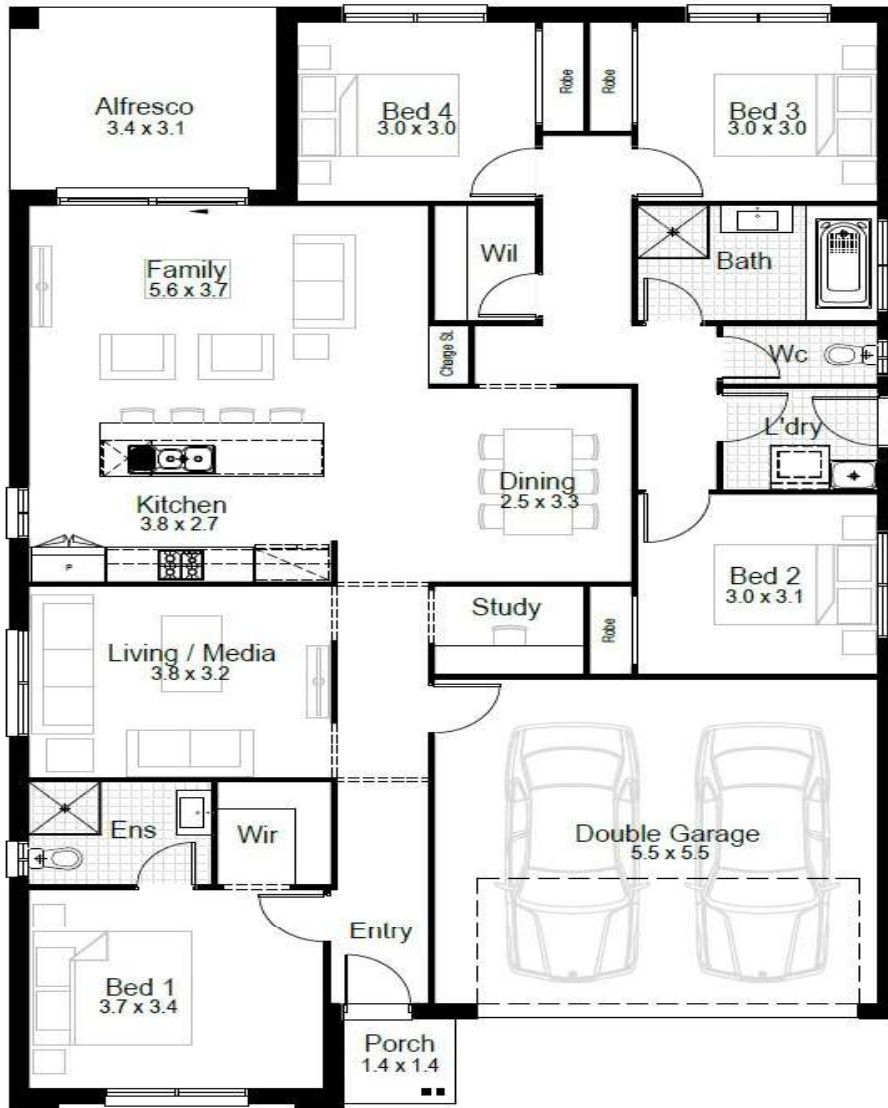 Alfresco
3.4 x 3.1
Bed 4
3.0 x 3.0
Robe
Robe
Bed 3
3.0 x 3.0
Family
5.6 x 3.7
Wil
Bath
Charge St.
Wc
L'dry
Kitchen
3.8 x 2.7
Dining
2.5 x 3.3
P
Living / Media
3.8 x 3.2
Study
Robe
Bed 2
3.0 x 3.1
Ens
Wir
Double Garage
5.5 x 5.5
Entry
Bed 1
3.7 x 3.4
Porch
1.4 x 1.4